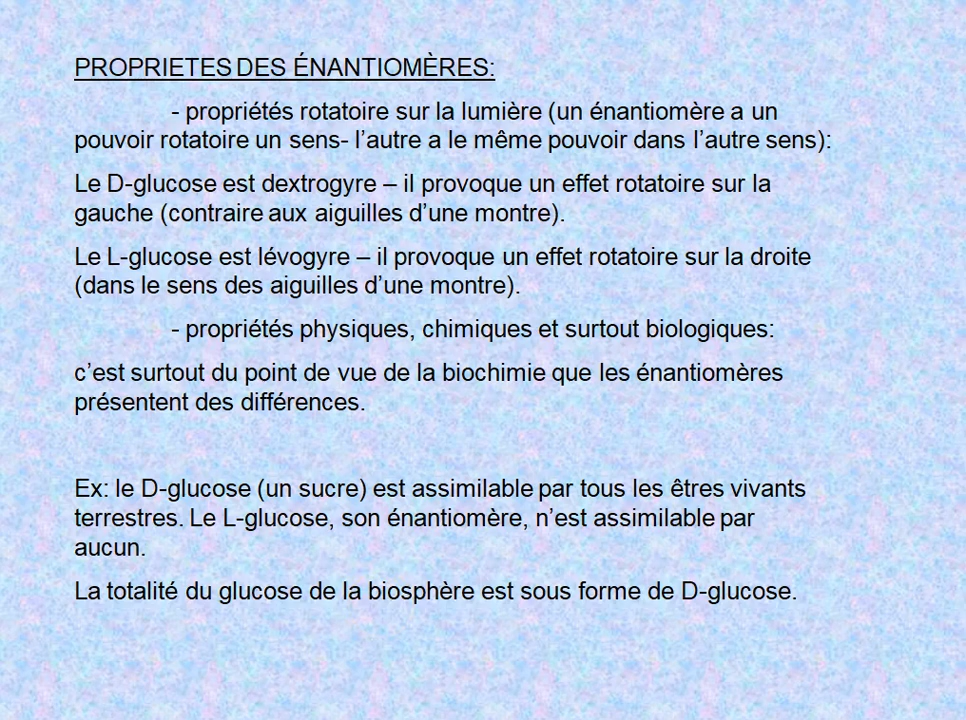 PROPRIETES DES ÉNANTIOMÈRES:
- propriétés rotatoire sur la lumière (un énantiomère a un
pouvoir rotatoire un sens- l’autre a le même pouvoir dans l’autre sens):
Le D-glucose est dextrogyre – il provoque un effet rotatoire sur la
gauche (contraire aux aiguilles d’une montre).
Le L-glucose est lévogyre – il provoque un effet rotatoire sur la droite
(dans le sens des aiguilles d’une montre).
- propriétés physiques, chimiques et surtout biologiques:
c’est surtout du point de vue de la biochimie que les énantiomères
présentent des différences.
Ex: le D-glucose (un sucre) est assimilable par tous les êtres vivants
terrestres. Le L-glucose, son énantiomère, n’est assimilable par
aucun.
La totalité du glucose de la biosphère est sous forme de D-glucose.